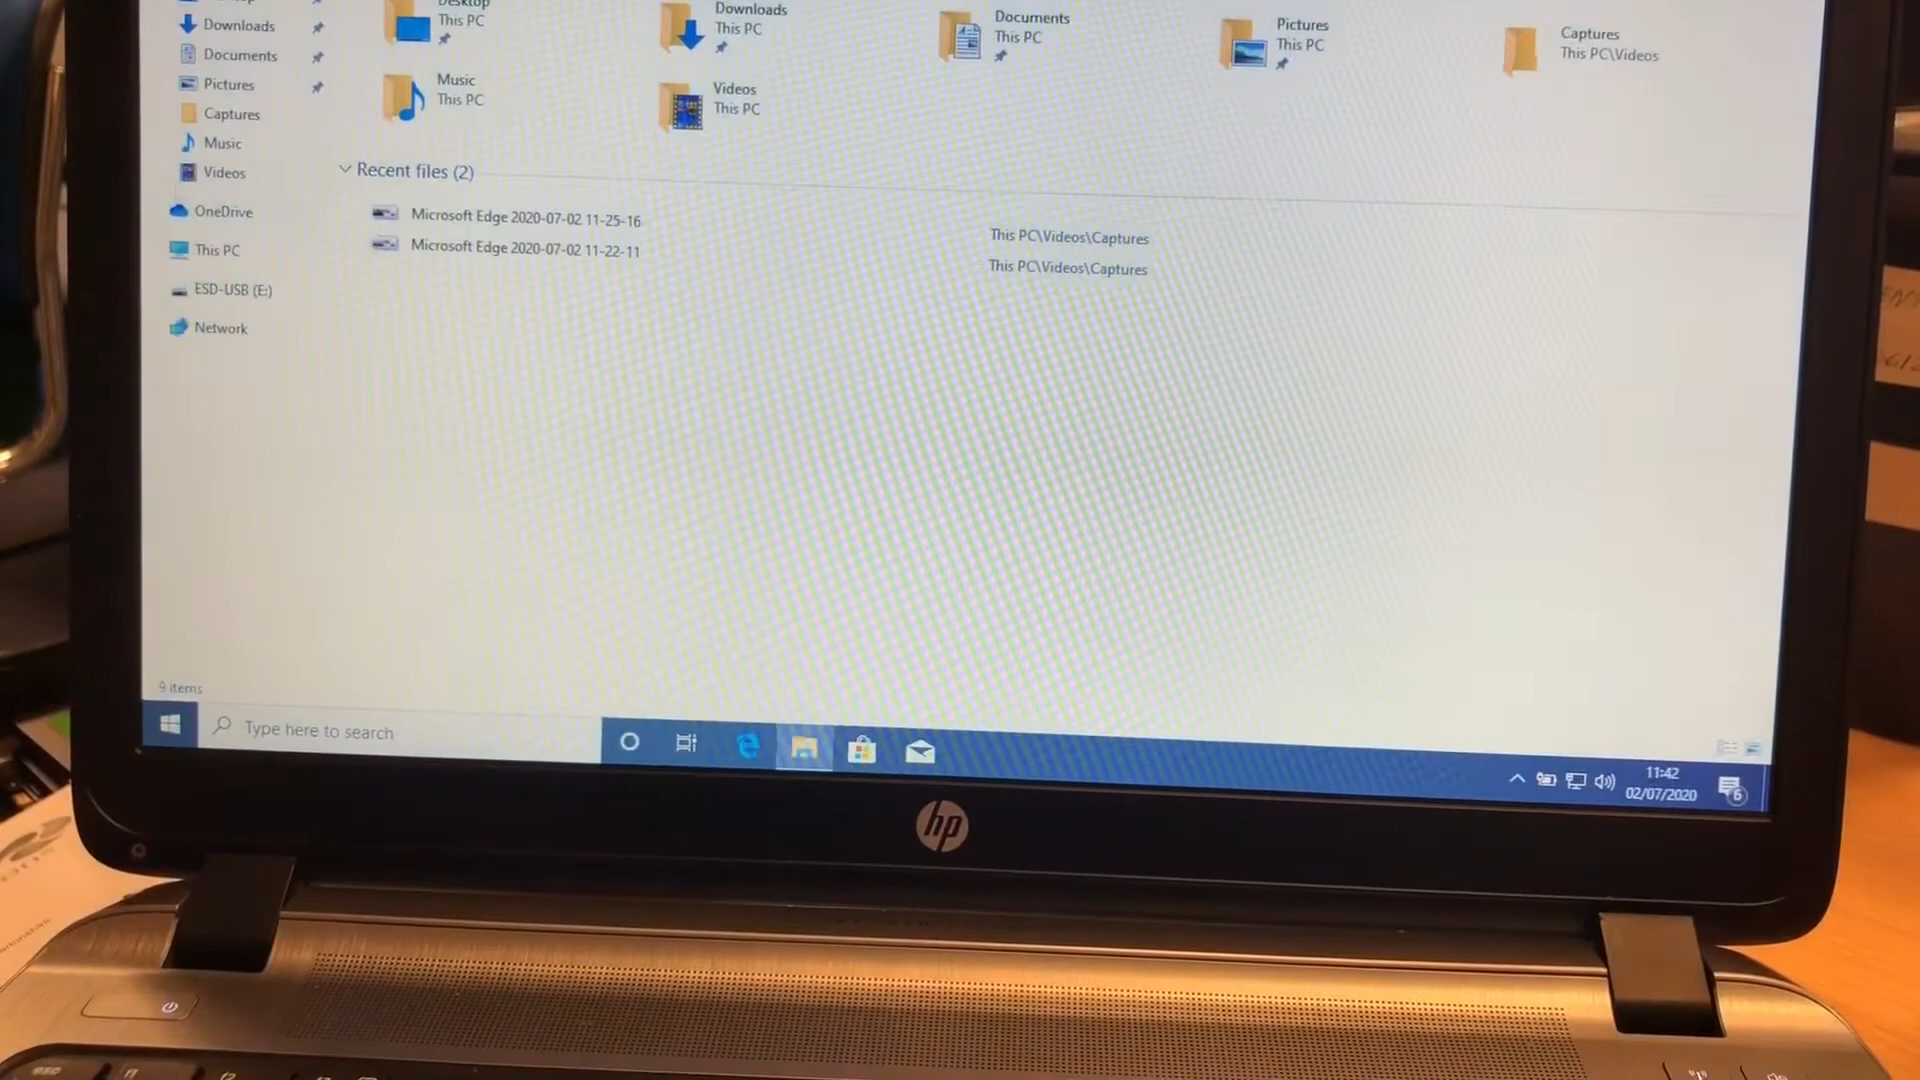 Desktop
This PC
Downloads
This PC
Documents
This PC
Pictures
This PC
Captures
This PC\Videos
Music
This PC
Videos
This PC
Downloads
Documents
Pictures
Captures
Music
Videos
OneDrive
This PC
ESD-USB (E:)
Network
Recent files (2)
Microsoft Edge 2020-07-02 11-25-16
This PC\Videos\Captures
Microsoft Edge 2020-07-02 11-22-11
This PC\Videos\Captures
9 items
Type here to search
11:42
02/07/2020
6
hp
esc